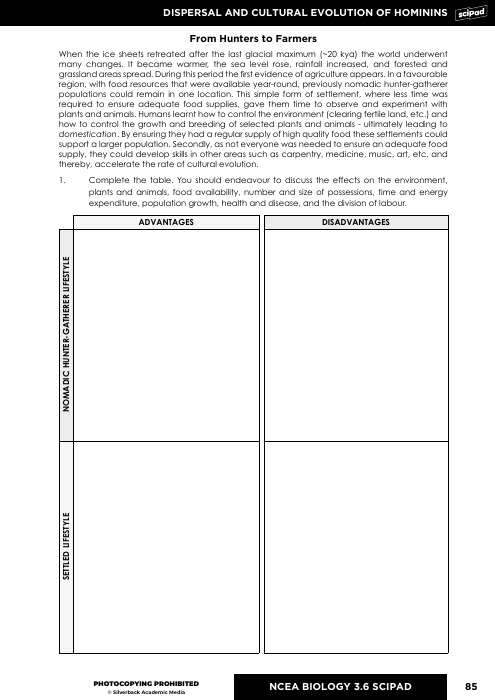 DISPERSAL AND CULTURAL EVOLUTION OF HOMININS
scipad
From Hunters to Farmers
When the ice sheets retreated after the last glacial maximum (~20 kya) the world underwent
many changes. It became warmer, the sea level rose, rainfall increased, and forested and
grassland areas spread. During this period the first evidence of agriculture appears. In a favourable
region, with food resources that were available year-round, previously nomadic hunter-gatherer
populations could remain in one location. This simple form of settlement, where less time was
required to ensure adequate food supplies, gave them time to observe and experiment with
plants and animals. Humans learnt how to control the environment (clearing fertile land, etc.) and
how to control the growth and breeding of selected plants and animals - ultimately leading to
domestication. By ensuring they had a regular supply of high quality food these settlements could
support a larger population. Secondly, as not everyone was needed to ensure an adequate food
supply, they could develop skills in other areas such as carpentry, medicine, music, art, etc. and
thereby, accelerate the rate of cultural evolution.
1. Complete the table. You should endeavour to discuss the effects on the environment,
plants and animals, food availability, number and size of possessions, time and energy
expenditure, population growth, health and disease, and the division of labour.
ADVANTAGES
DISADVANTAGES
NOMADIC HUNTER-GATHERER LIFESTYLE
SETTLED LIFESTYLE
PHOTOCOPYING PROHIBITED
© Silverback Academic Media
NCEA BIOLOGY 3.6 SCIPAD
85